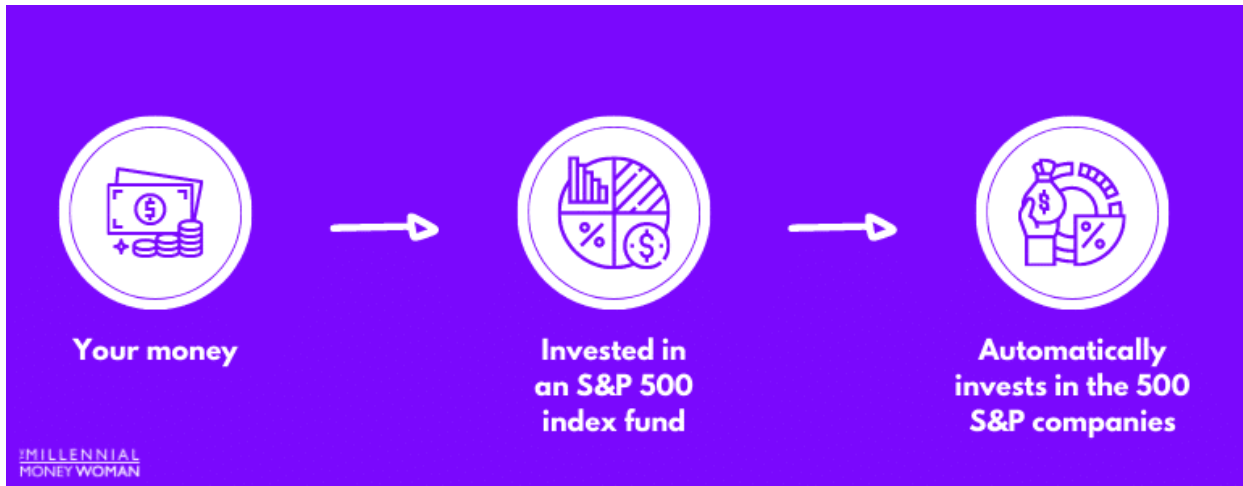 Your money
Invested in
an S&P 500
index fund
Automatically
invests in the 500
S&P companies
THE MILLENNIAL
MONEY WOMAN
$
%
$
$
%